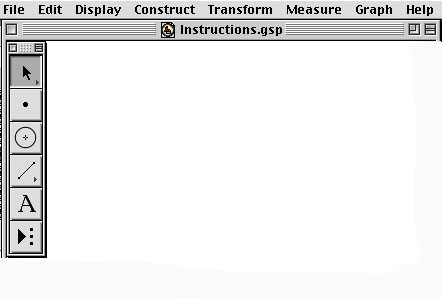 File Edit Display Construct Transform Measure Graph Help
Instructions.gsp
A